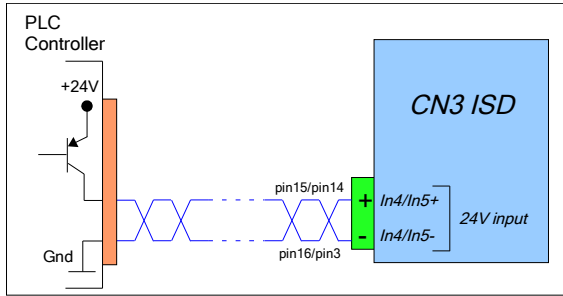 PLC
Controller
+24V
CN3 ISD
pin15/pin14
+ In4/In5+
24V input
- In4/In5-
Gnd
pin16/pin3